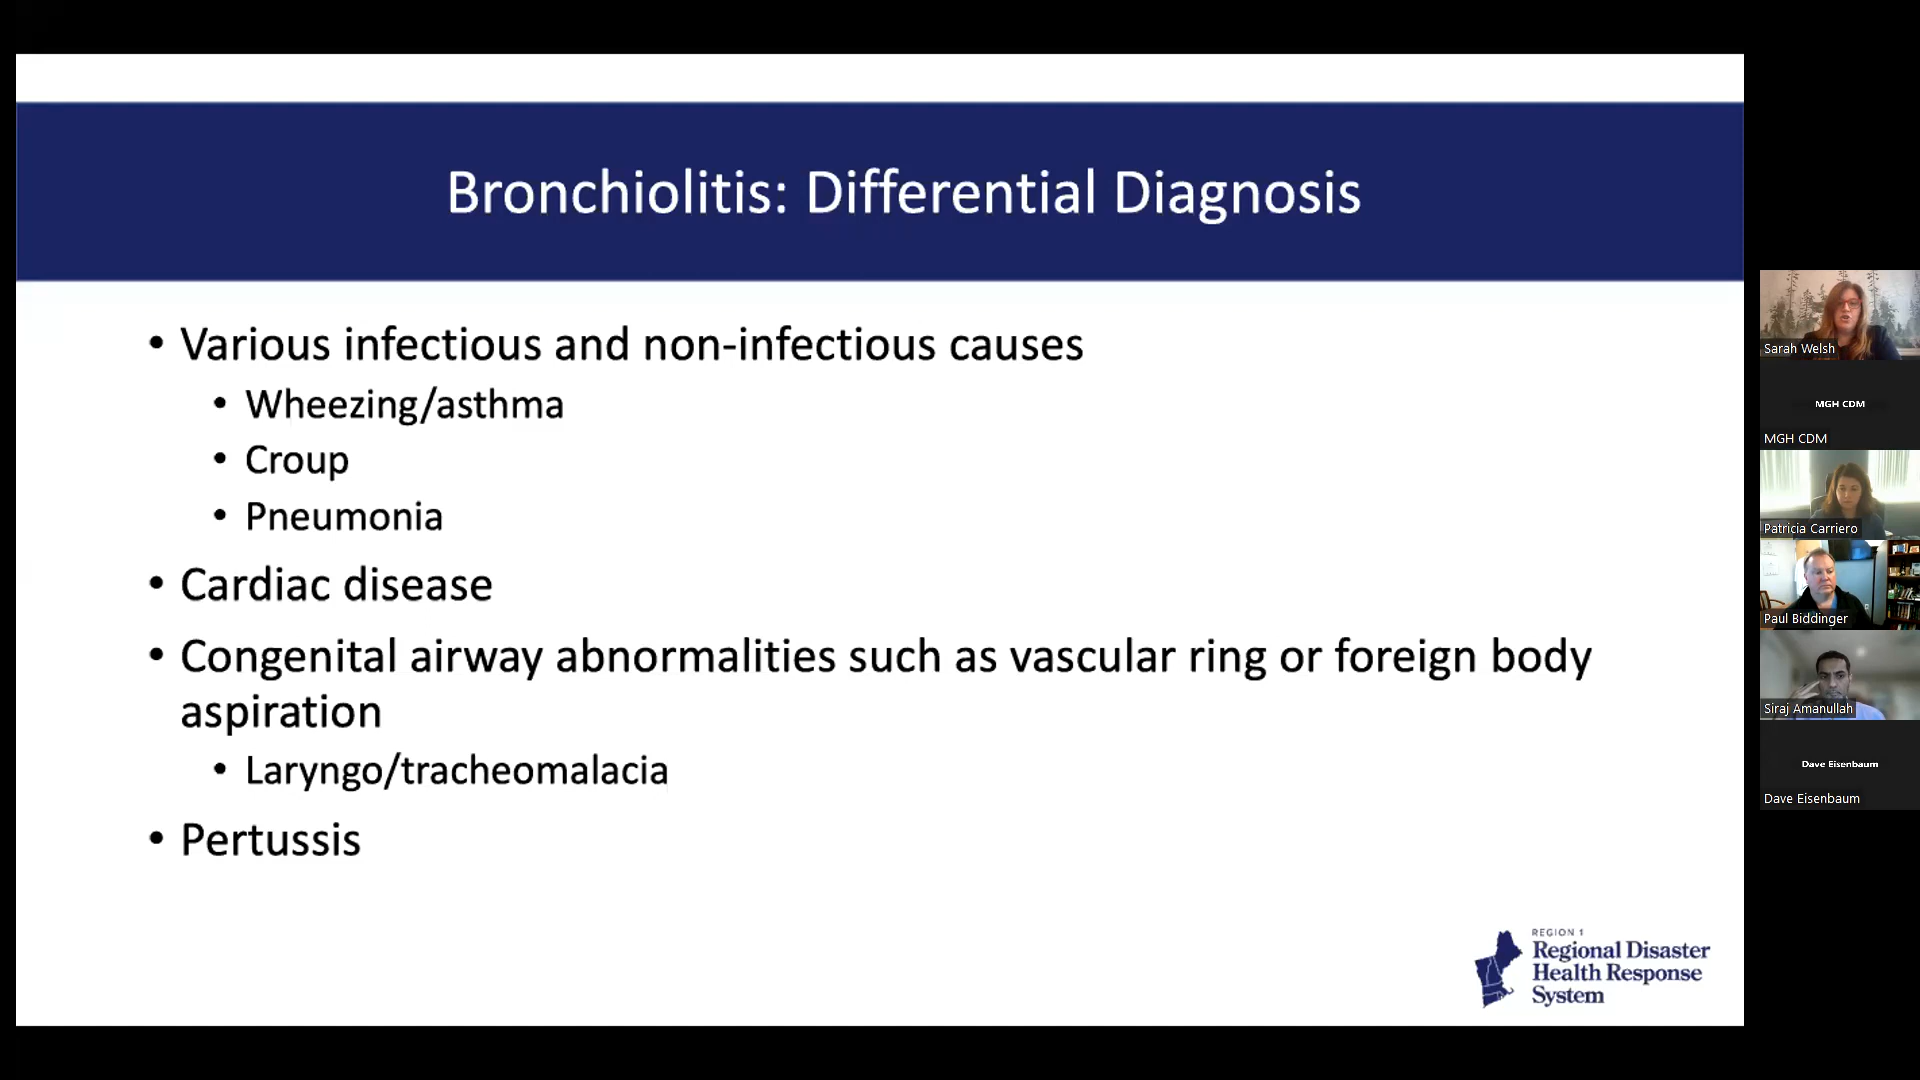 Bronchiolitis: Differential Diagnosis
• Various infectious and non-infectious causes
• Wheezing/asthma
• Croup
• Pneumonia
• Cardiac disease
• Congenital airway abnormalities such as vascular ring or foreign body
aspiration
• Laryngo/tracheomalacia
• Pertussis
REGION 1
Regional Disaster
Health Response
System
Sarah Welsh
MGH CDM
MGH CDM
Patricia Carriero
Paul Biddinger
Siraj Amanullah
Dave Eisenbaum
Dave Eisenbaum